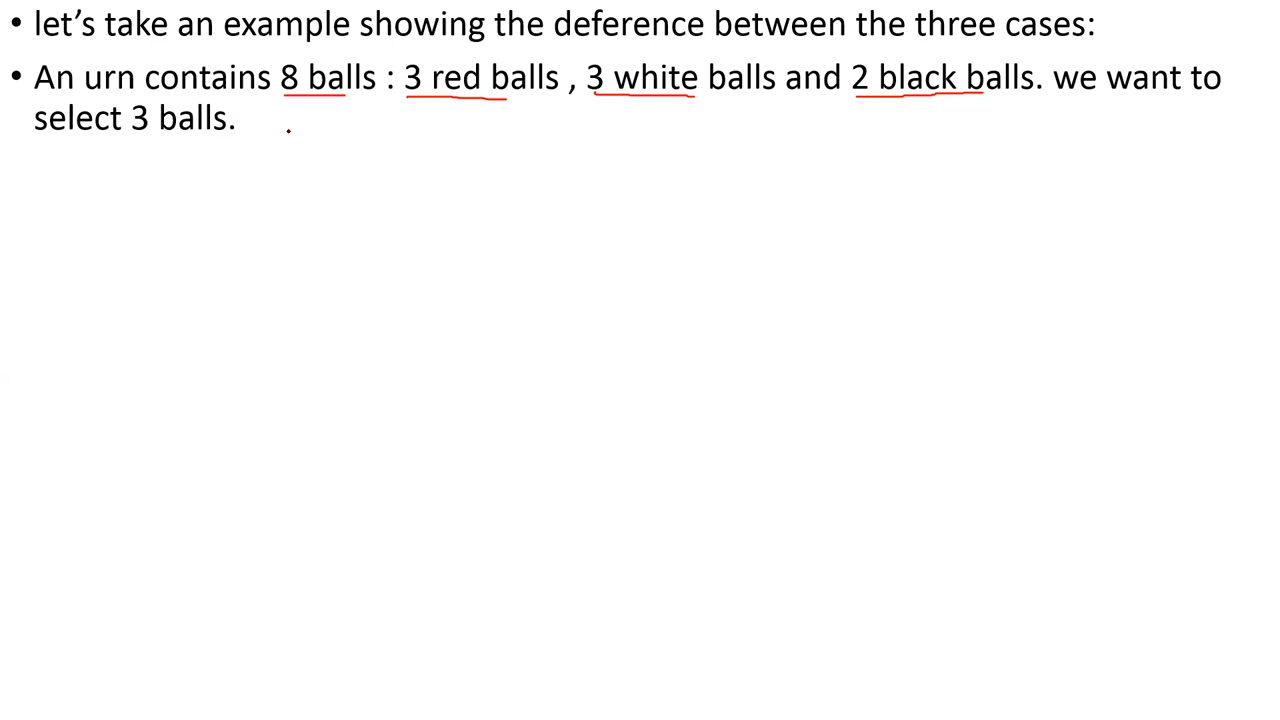 • let’s take an example showing the deference between the three cases:
• An urn contains 8 balls : 3 red balls , 3 white balls and 2 black balls. we want to
select 3 balls.